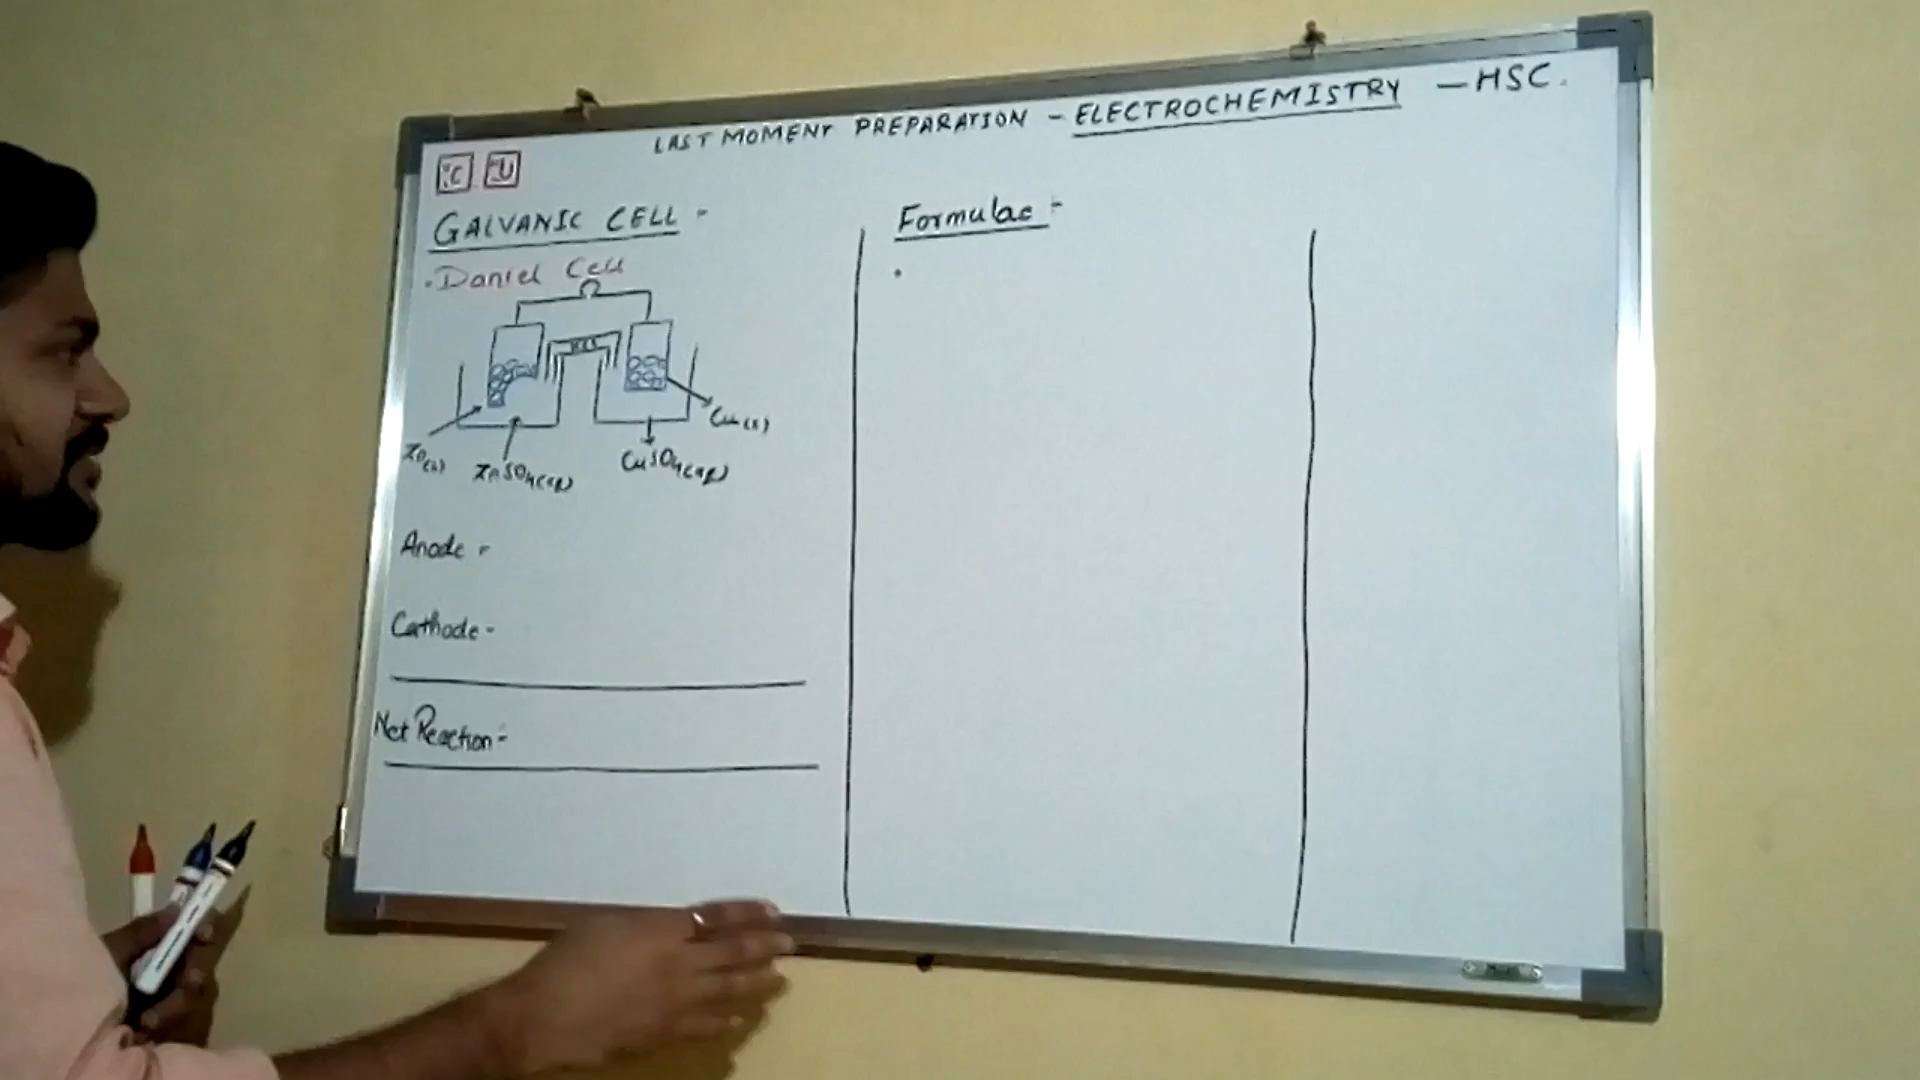 LAST MOMENT PREPARATION - ELECTROCHEMISTRY - HSC.
C U
GALVANIC CELL -
. Daniel Cell
Cu(s)
Zn(s) ZnSO4(aq) CuSO4(aq)
Anode -
Cathode -
Net Reaction -
Formulae -